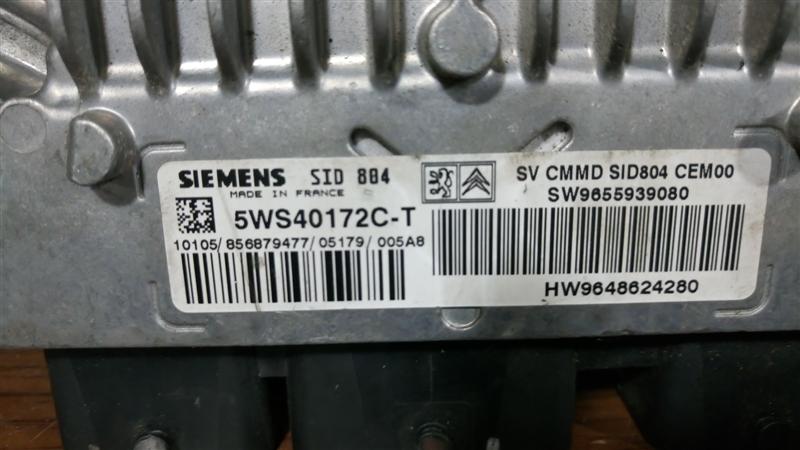 SIEMENS SID 804
MADE IN FRANCE
5WS40172C-T
10105/856879477/05179/005A8
SV CMMD SID804 CEM00
SW9655939080
HW9648624280